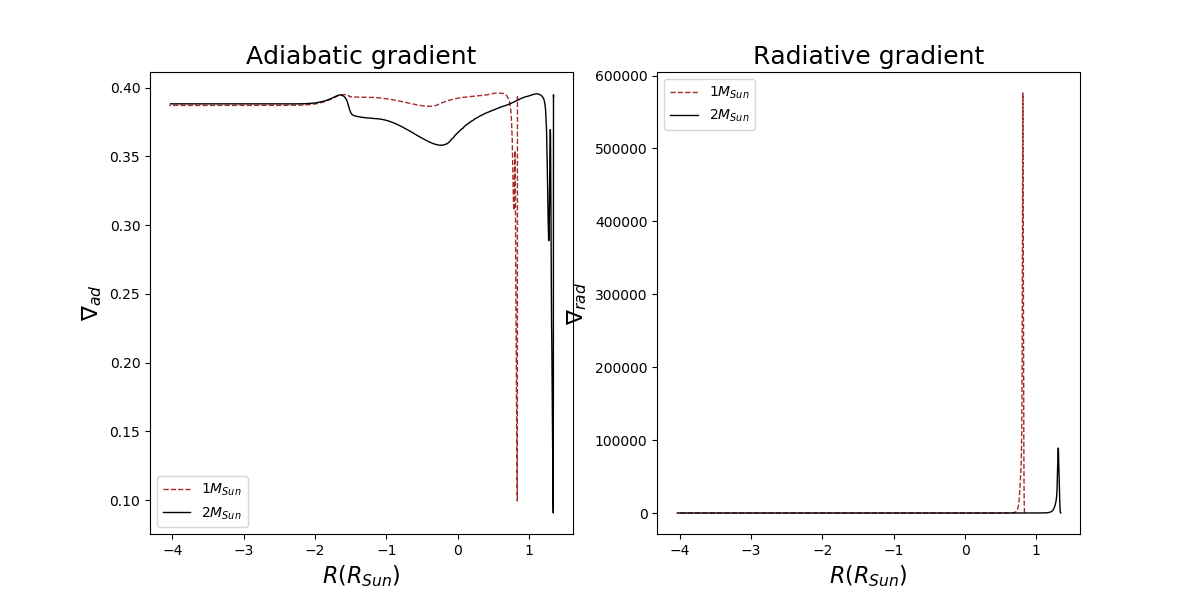 Adiabatic gradient
0.40
0.35
0.30
0.25
0.20
0.15
0.10
∇ad
1MSun
2MSun
−4
−3
−2
−1
0
1
R(RSun)
Radiative gradient
600000
500000
400000
300000
200000
100000
0
∇rad
1MSun
2MSun
−4
−3
−2
−1
0
1
R(RSun)